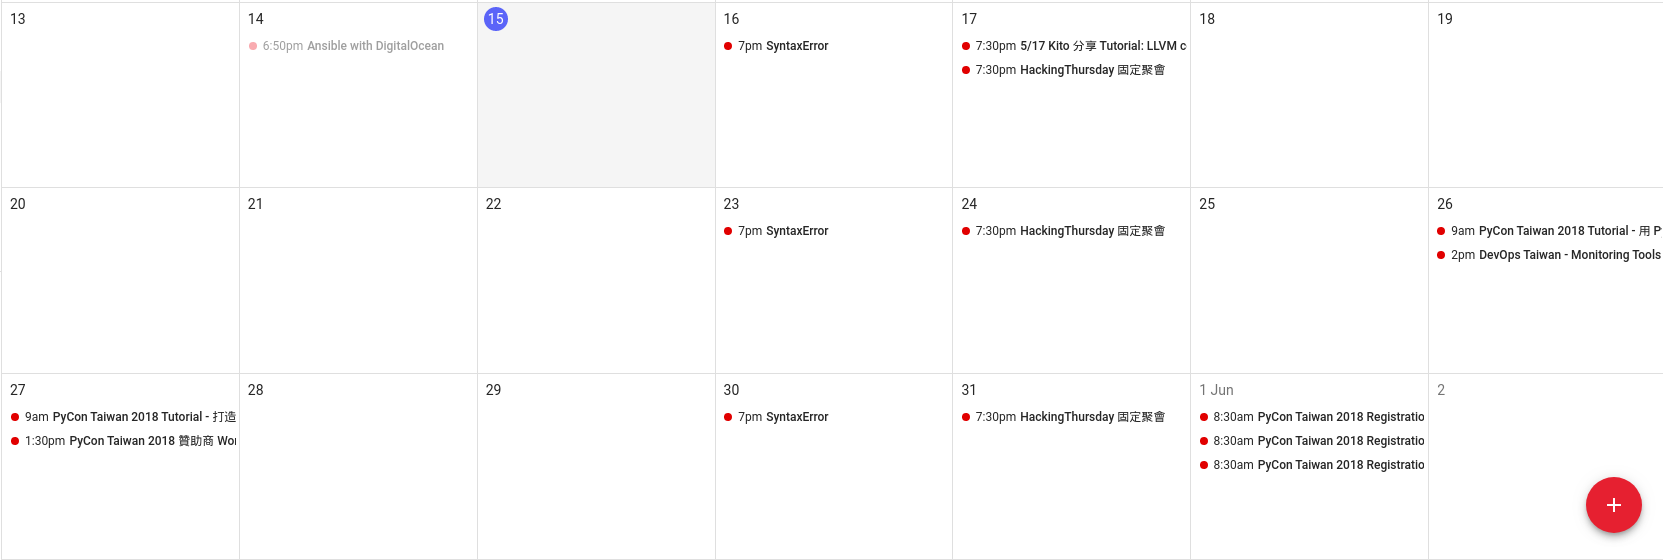 13
14
6:50pm Ansible with DigitalOcean
15
16
7pm SyntaxError
17
7:30pm 5/17 Kito 分享 Tutorial: LLVM c
7:30pm HackingThursday 固定聚會
18
19
20
21
22
23
7pm SyntaxError
24
7:30pm HackingThursday 固定聚會
25
26
9am PyCon Taiwan 2018 Tutorial - 用 P
2pm DevOps Taiwan - Monitoring Tools
27
9am PyCon Taiwan 2018 Tutorial - 打造
1:30pm PyCon Taiwan 2018 贊助商 Wor
28
29
30
7pm SyntaxError
31
7:30pm HackingThursday 固定聚會
1 Jun
8:30am PyCon Taiwan 2018 Registratio
8:30am PyCon Taiwan 2018 Registratio
8:30am PyCon Taiwan 2018 Registratio
2